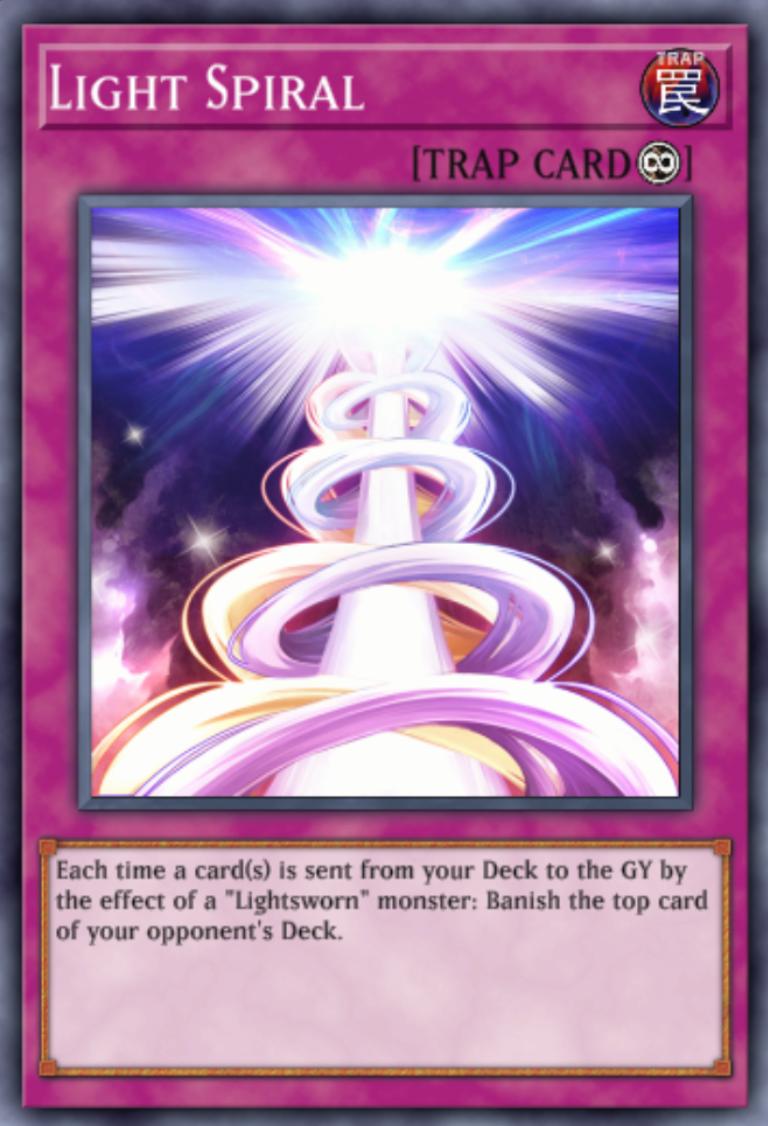 LIGHT SPIRAL
TRAP
罠
[TRAP CARD∞]
Each time a card(s) is sent from your Deck to the GY by
the effect of a "Lightsworn" monster: Banish the top card
of your opponent's Deck.